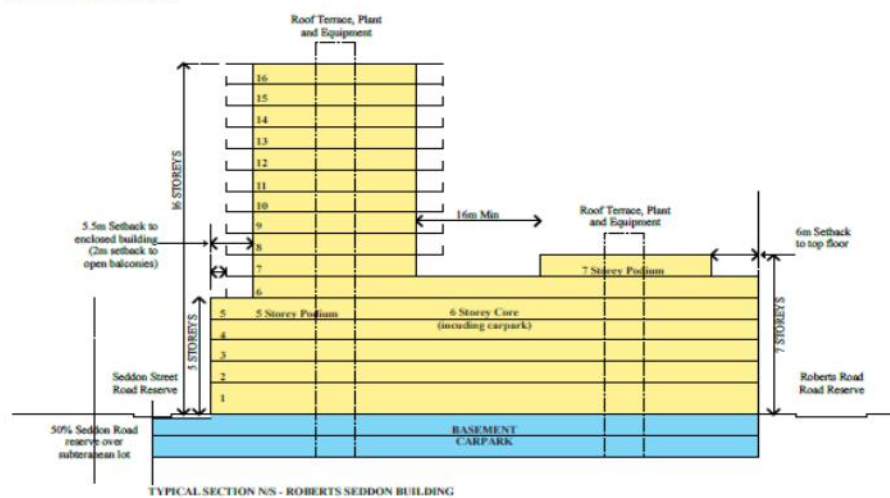 Roof Terrace, Plant
and Equipment
16
15
14
13
12
11
10
9
8
7
6
5
4
3
2
1
16 STOREYS
5.5m Setback to
enclosed building
(2m setback to
open balconies)
16m Min
Roof Terrace, Plant
and Equipment
6m Setback
to top floor
7 Storey Podium
5 Storey Podium
6 Storey Core
(incuding carpark)
5 STOREYS
7 STOREYS
Seddon Street
Road Reserve
Roberts Road
Road Reserve
50% Seddon Road
reserve over
subteranean lot
BASEMENT
CARPARK
TYPICAL SECTION N/S - ROBERTS SEDDON BUILDING